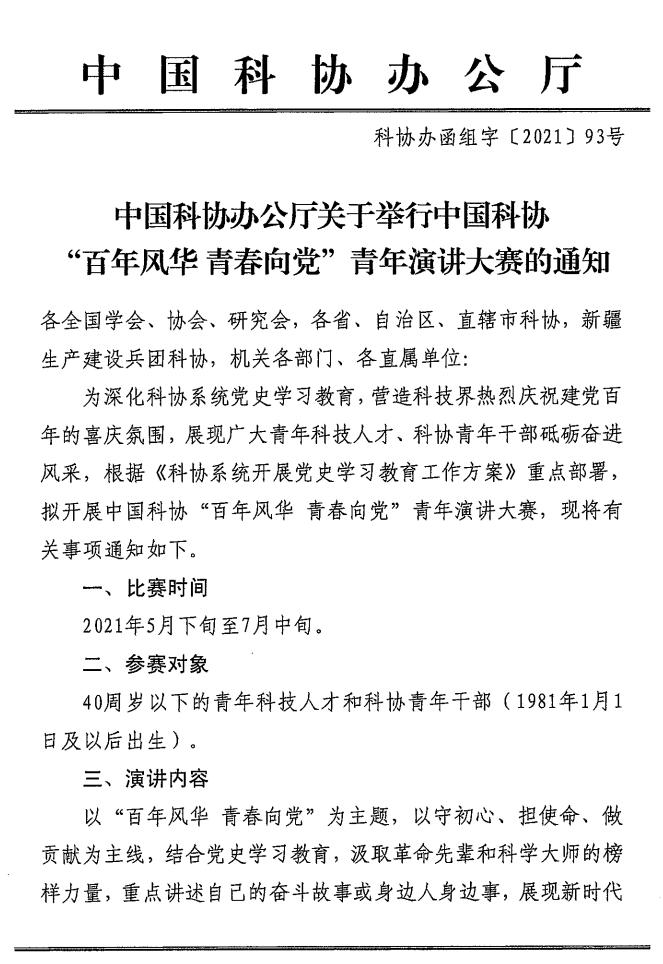 中国科协办公厅
科协办函组字〔2021〕93号
中国科协办公厅关于举行中国科协
“百年风华 青春向党”青年演讲大赛的通知
各全国学会、协会、研究会，各省、自治区、直辖市科协，新疆
生产建设兵团科协，机关各部门、各直属单位：
为深化科协系统党史学习教育，营造科技界热烈庆祝建党百
年的喜庆氛围，展现广大青年科技人才、科协青年干部砥砺奋进
风采，根据《科协系统开展党史学习教育工作方案》重点部署，
拟开展中国科协“百年风华 青春向党”青年演讲大赛，现将有
关事项通知如下。
一、比赛时间
2021年5月下旬至7月中旬。
二、参赛对象
40周岁以下的青年科技人才和科协青年干部（1981年1月1
日及以后出生）。
三、演讲内容
以“百年风华 青春向党”为主题，以守初心、担使命、做
贡献为主线，结合党史学习教育，汲取革命先辈和科学大师的榜
样力量，重点讲述自己的奋斗故事或身边人身边事，展现新时代